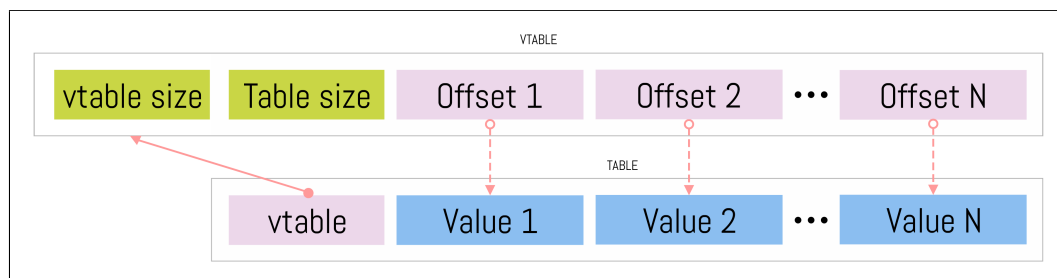 VTABLE
vtable size Table size Offset 1 Offset 2 ••• Offset N
TABLE
vtable Value 1 Value 2 ••• Value N